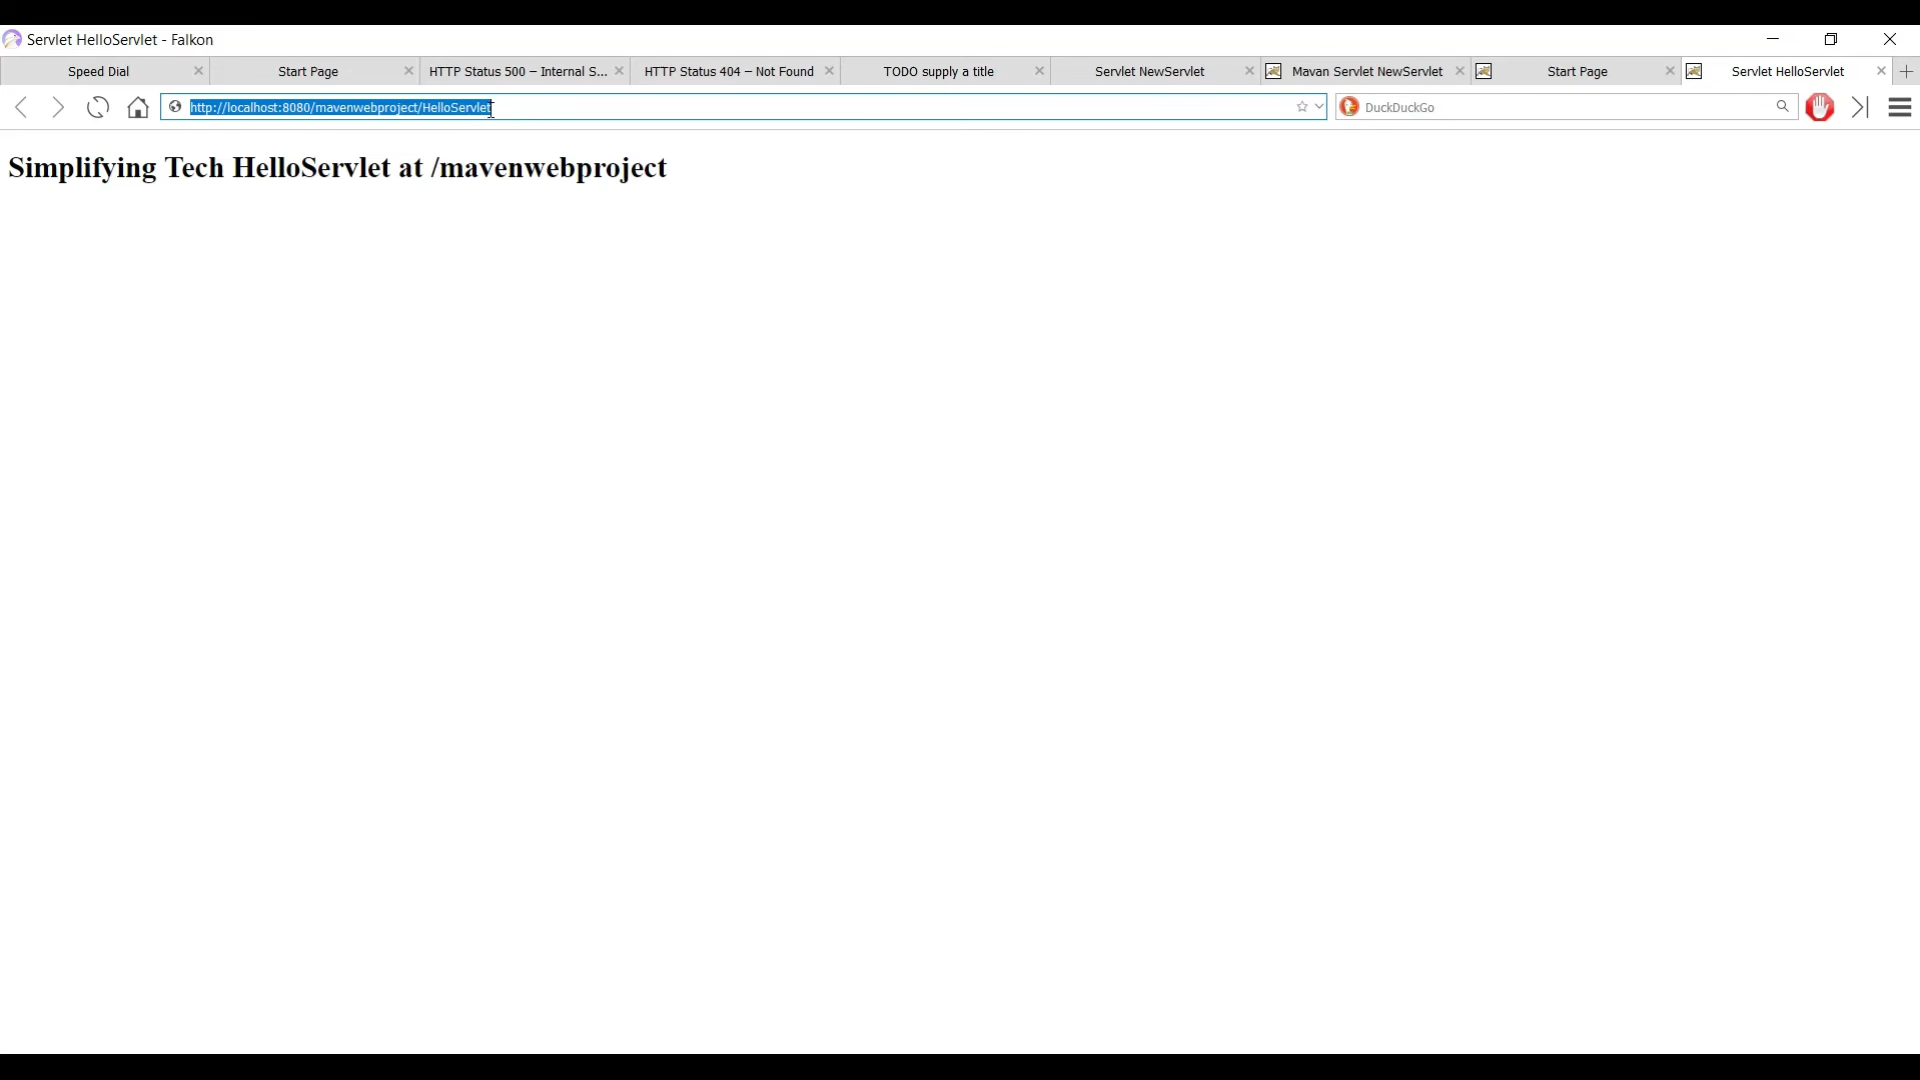 Servlet HelloServlet - Falkon
Speed Dial
Start Page
HTTP Status 500 – Internal S...
HTTP Status 404 – Not Found
TODO supply a title
Servlet NewServlet
Mavan Servlet NewServlet
Start Page
Servlet HelloServlet
http://localhost:8080/mavenwebproject/HelloServlet
DuckDuckGo
Simplifying Tech HelloServlet at /mavenwebproject